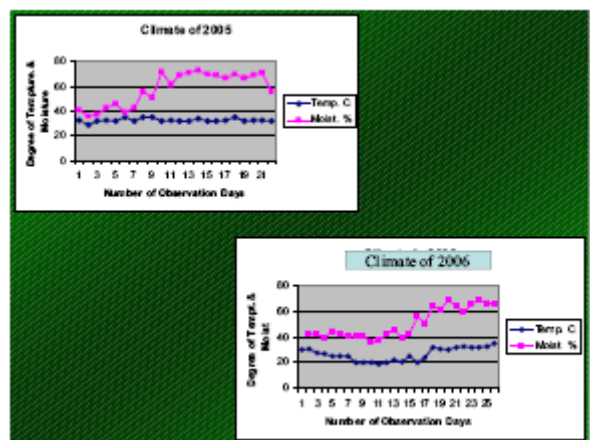 Climate of 2005
Degree of Tempture. & Moisture
80
60
40
20
0
1 3 5 7 9 11 13 15 17 19 21
Number of Observation Days
Temp. C
Moist. %
Climate of 2006
Degree of Tempt. & Moist.
80
60
40
20
0
1 3 5 7 9 11 13 15 17 19 21 23 25
Number of Observation Days
Temp. C
Moist. %